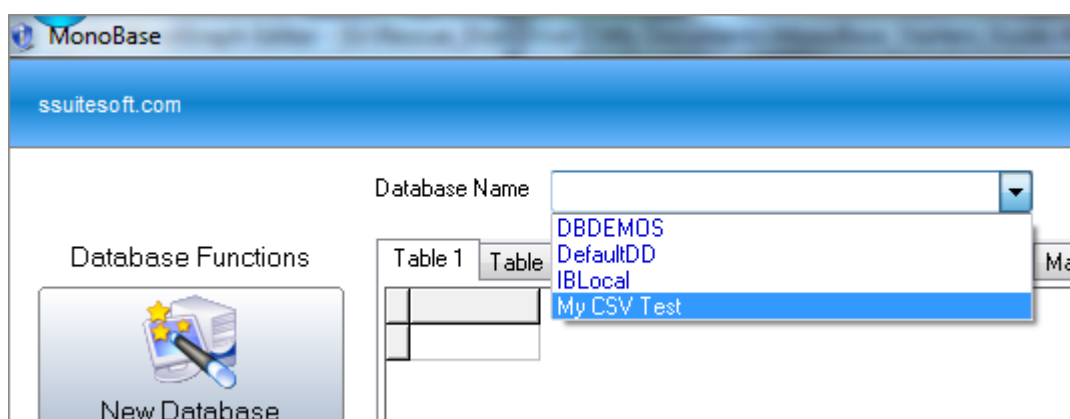 MonoBase
ssuitesoft.com
Database Name
DBDEMOS
DefaultDD
IBLocal
My CSV Test
Database Functions
Table 1 Table Ma
New Database